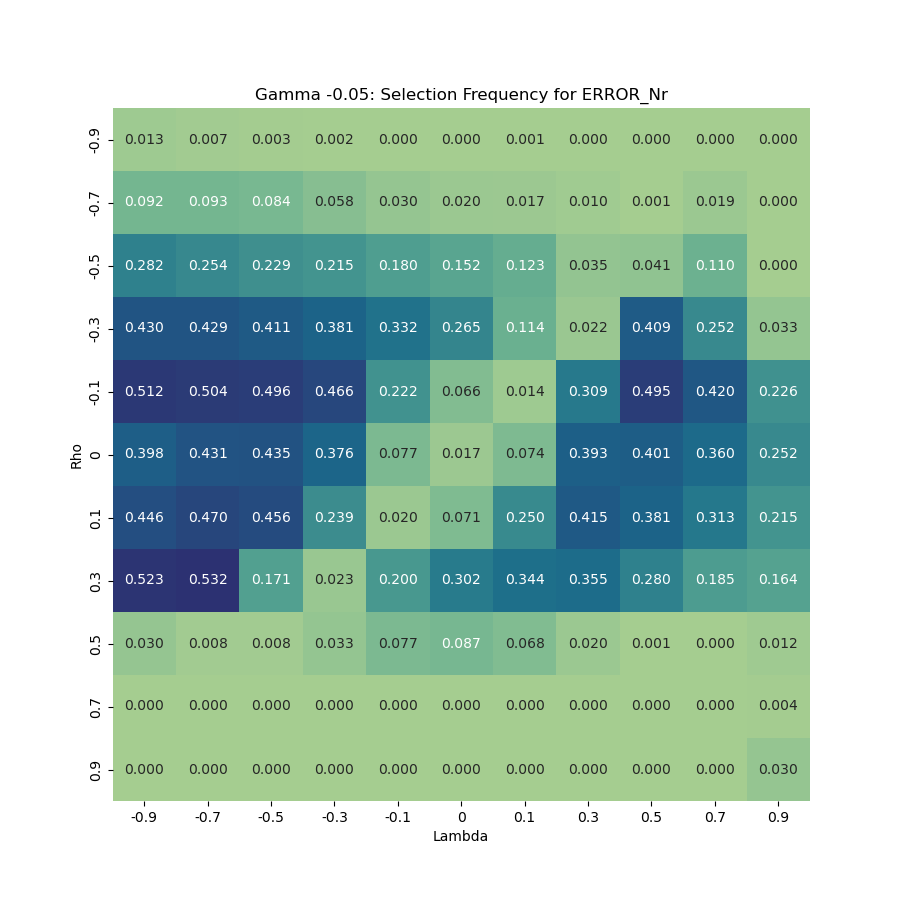 Gamma -0.05: Selection Frequency for ERROR_Nr
-0.9 0.013 0.007 0.003 0.002 0.000 0.000 0.001 0.000 0.000 0.000 0.000
-0.7 0.092 0.093 0.084 0.058 0.030 0.020 0.017 0.010 0.001 0.019 0.000
-0.5 0.282 0.254 0.229 0.215 0.180 0.152 0.123 0.035 0.041 0.110 0.000
-0.3 0.430 0.429 0.411 0.381 0.332 0.265 0.114 0.022 0.409 0.252 0.033
-0.1 0.512 0.504 0.496 0.466 0.222 0.066 0.014 0.309 0.495 0.420 0.226
Rho
0 0.398 0.431 0.435 0.376 0.077 0.017 0.074 0.393 0.401 0.360 0.252
0.1 0.446 0.470 0.456 0.239 0.020 0.071 0.250 0.415 0.381 0.313 0.215
0.3 0.523 0.532 0.171 0.023 0.200 0.302 0.344 0.355 0.280 0.185 0.164
0.5 0.030 0.008 0.008 0.033 0.077 0.087 0.068 0.020 0.001 0.000 0.012
0.7 0.000 0.000 0.000 0.000 0.000 0.000 0.000 0.000 0.000 0.000 0.004
0.9 0.000 0.000 0.000 0.000 0.000 0.000 0.000 0.000 0.000 0.000 0.030
-0.9 -0.7 -0.5 -0.3 -0.1 0 0.1 0.3 0.5 0.7 0.9
Lambda